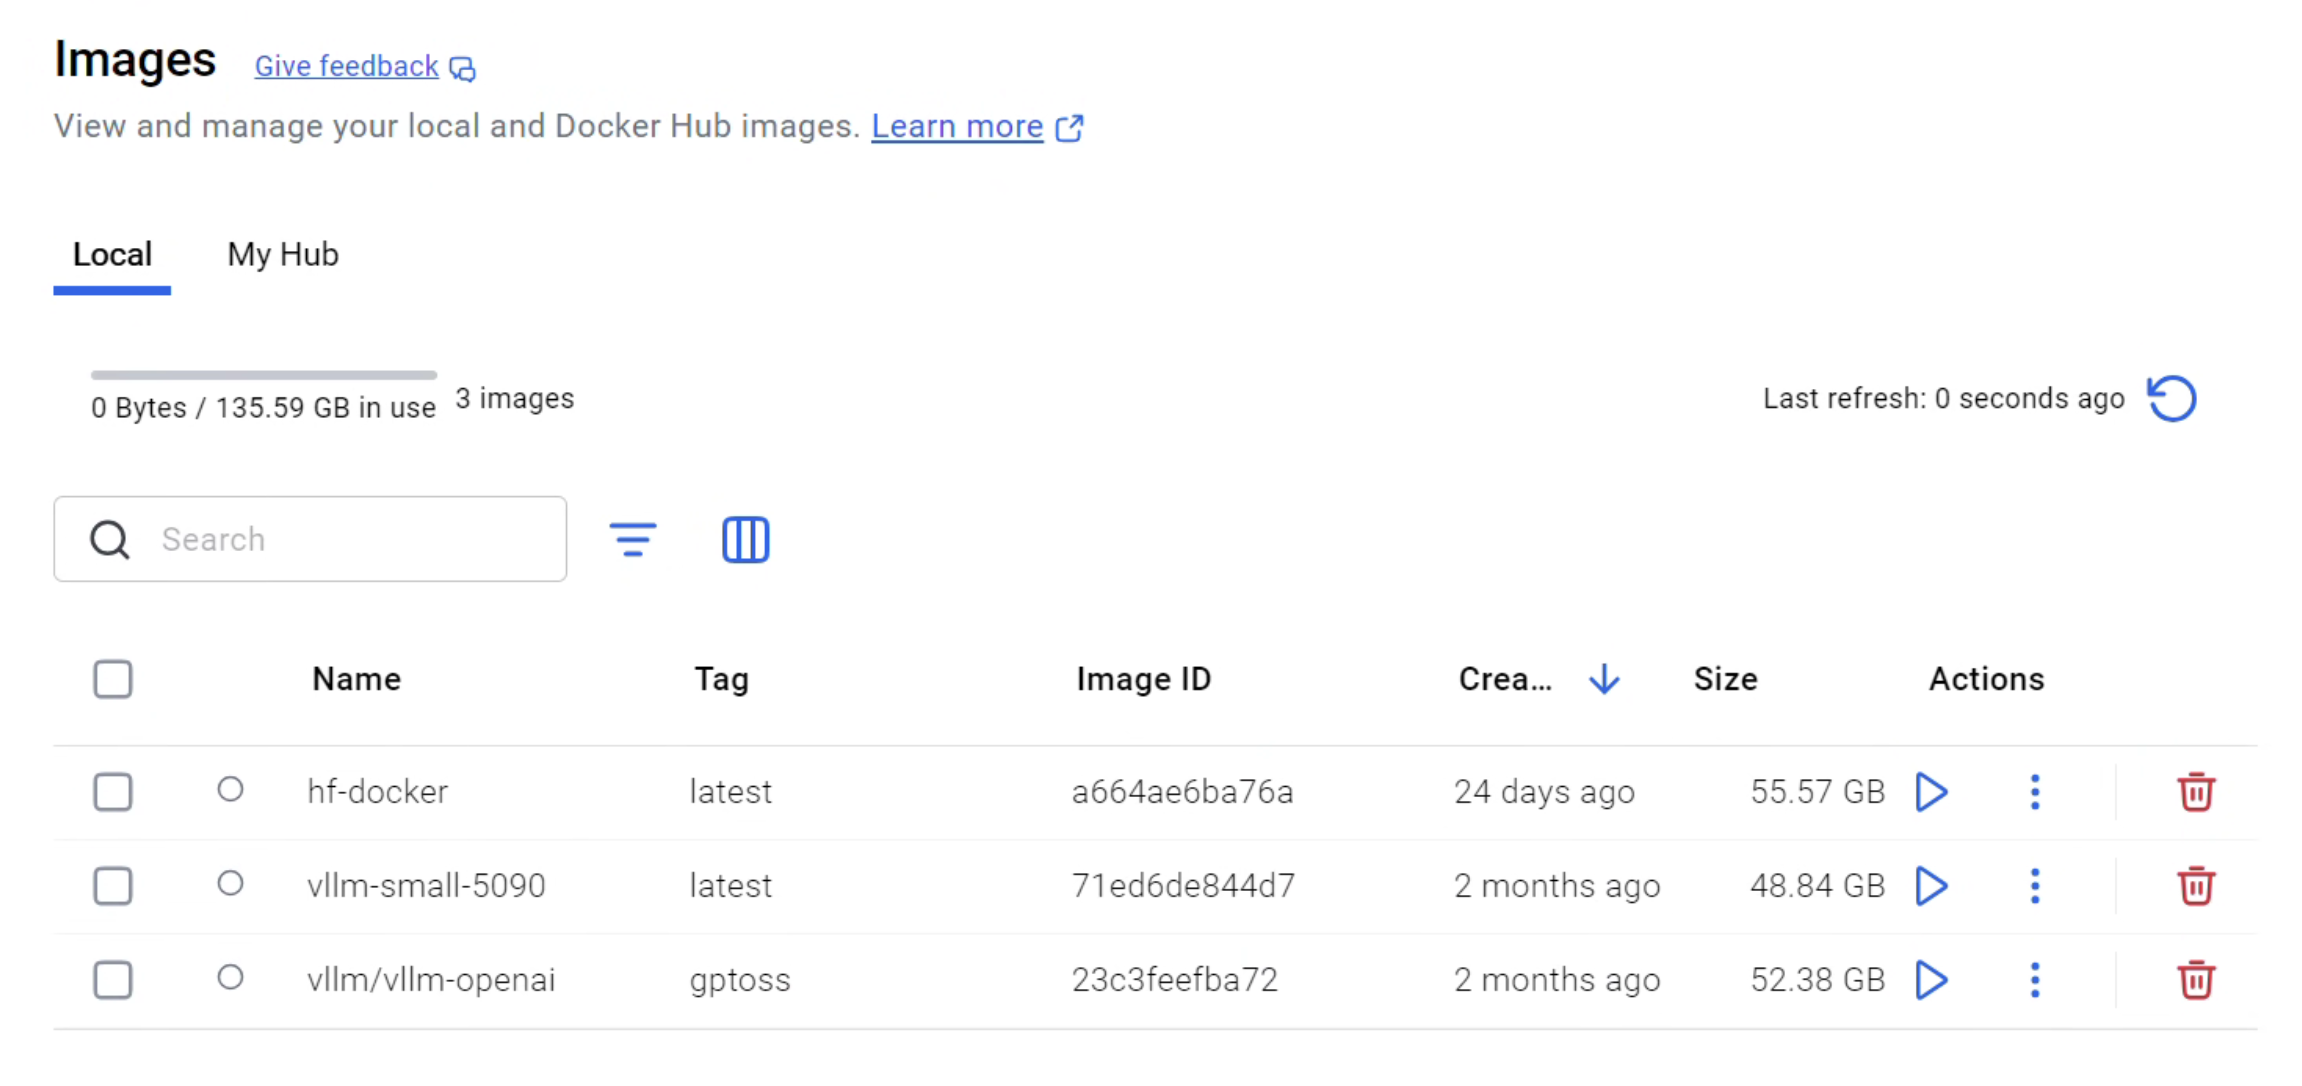 Images Give feedback
View and manage your local and Docker Hub images. Learn more
Local My Hub
0 Bytes / 135.59 GB in use 3 images Last refresh: 0 seconds ago
Search
Name Tag Image ID Crea... Size Actions
hf-docker latest a664ae6ba76a 24 days ago 55.57 GB
vllm-small-5090 latest 71ed6de844d7 2 months ago 48.84 GB
vllm/vllm-openai gptoss 23c3feefba72 2 months ago 52.38 GB